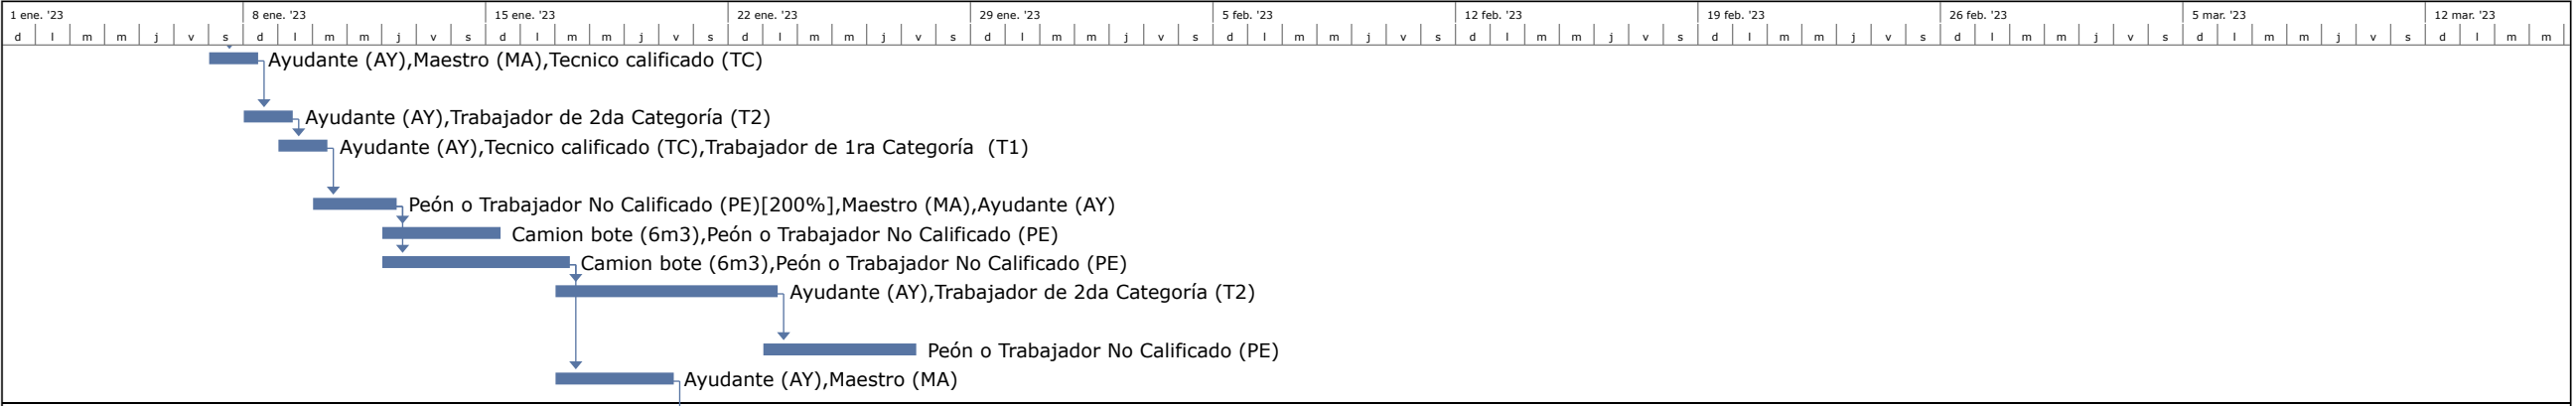 1 ene. '23 8 ene. '23 15 ene. '23 22 ene. '23 29 ene. '23 5 feb. '23 12 feb. '23 19 feb. '23 26 feb. '23 5 mar. '23 12 mar. '23
d l m m j v s d l m m j v s d l m m j v s d l m m j v s d l m m j v s d l m m j v s d l m m j v s d l m m j v s d l m m j v s d l m m j v s d l m m
Ayudante (AY),Maestro (MA),Tecnico calificado (TC)
Ayudante (AY),Trabajador de 2da Categoría (T2)
Ayudante (AY),Tecnico calificado (TC),Trabajador de 1ra Categoría (T1)
Peón o Trabajador No Calificado (PE)[200%],Maestro (MA),Ayudante (AY)
Camion bote (6m3),Peón o Trabajador No Calificado (PE)
Camion bote (6m3),Peón o Trabajador No Calificado (PE)
Ayudante (AY),Trabajador de 2da Categoría (T2)
Peón o Trabajador No Calificado (PE)
Ayudante (AY),Maestro (MA)